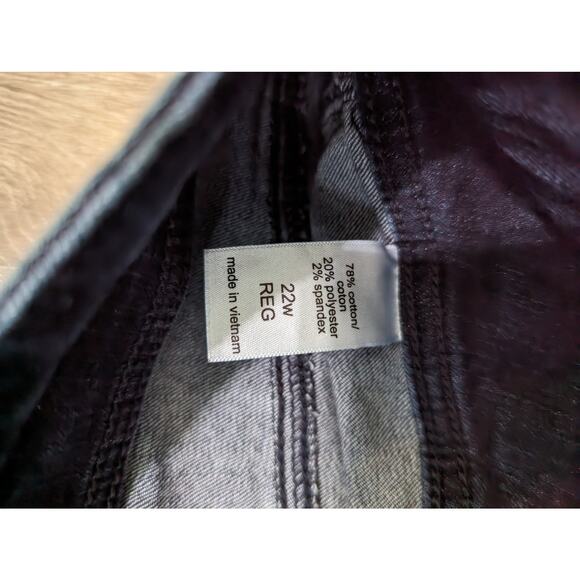 78% cotton/
coton
20% polyester
2% spandex
22w
REG
made in vietnam